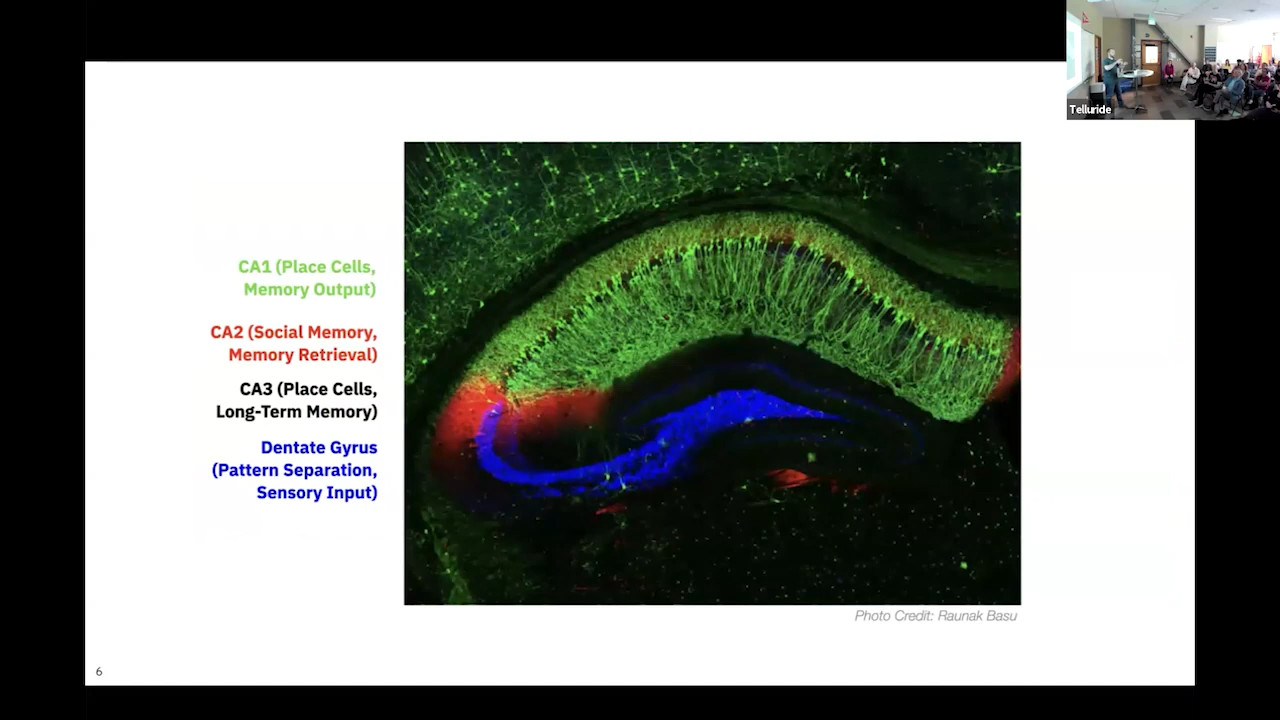 Telluride
CA1 (Place Cells,
Memory Output)
CA2 (Social Memory,
Memory Retrieval)
CA3 (Place Cells,
Long-Term Memory)
Dentate Gyrus
(Pattern Separation,
Sensory Input)
Photo Credit: Raunak Basu
6